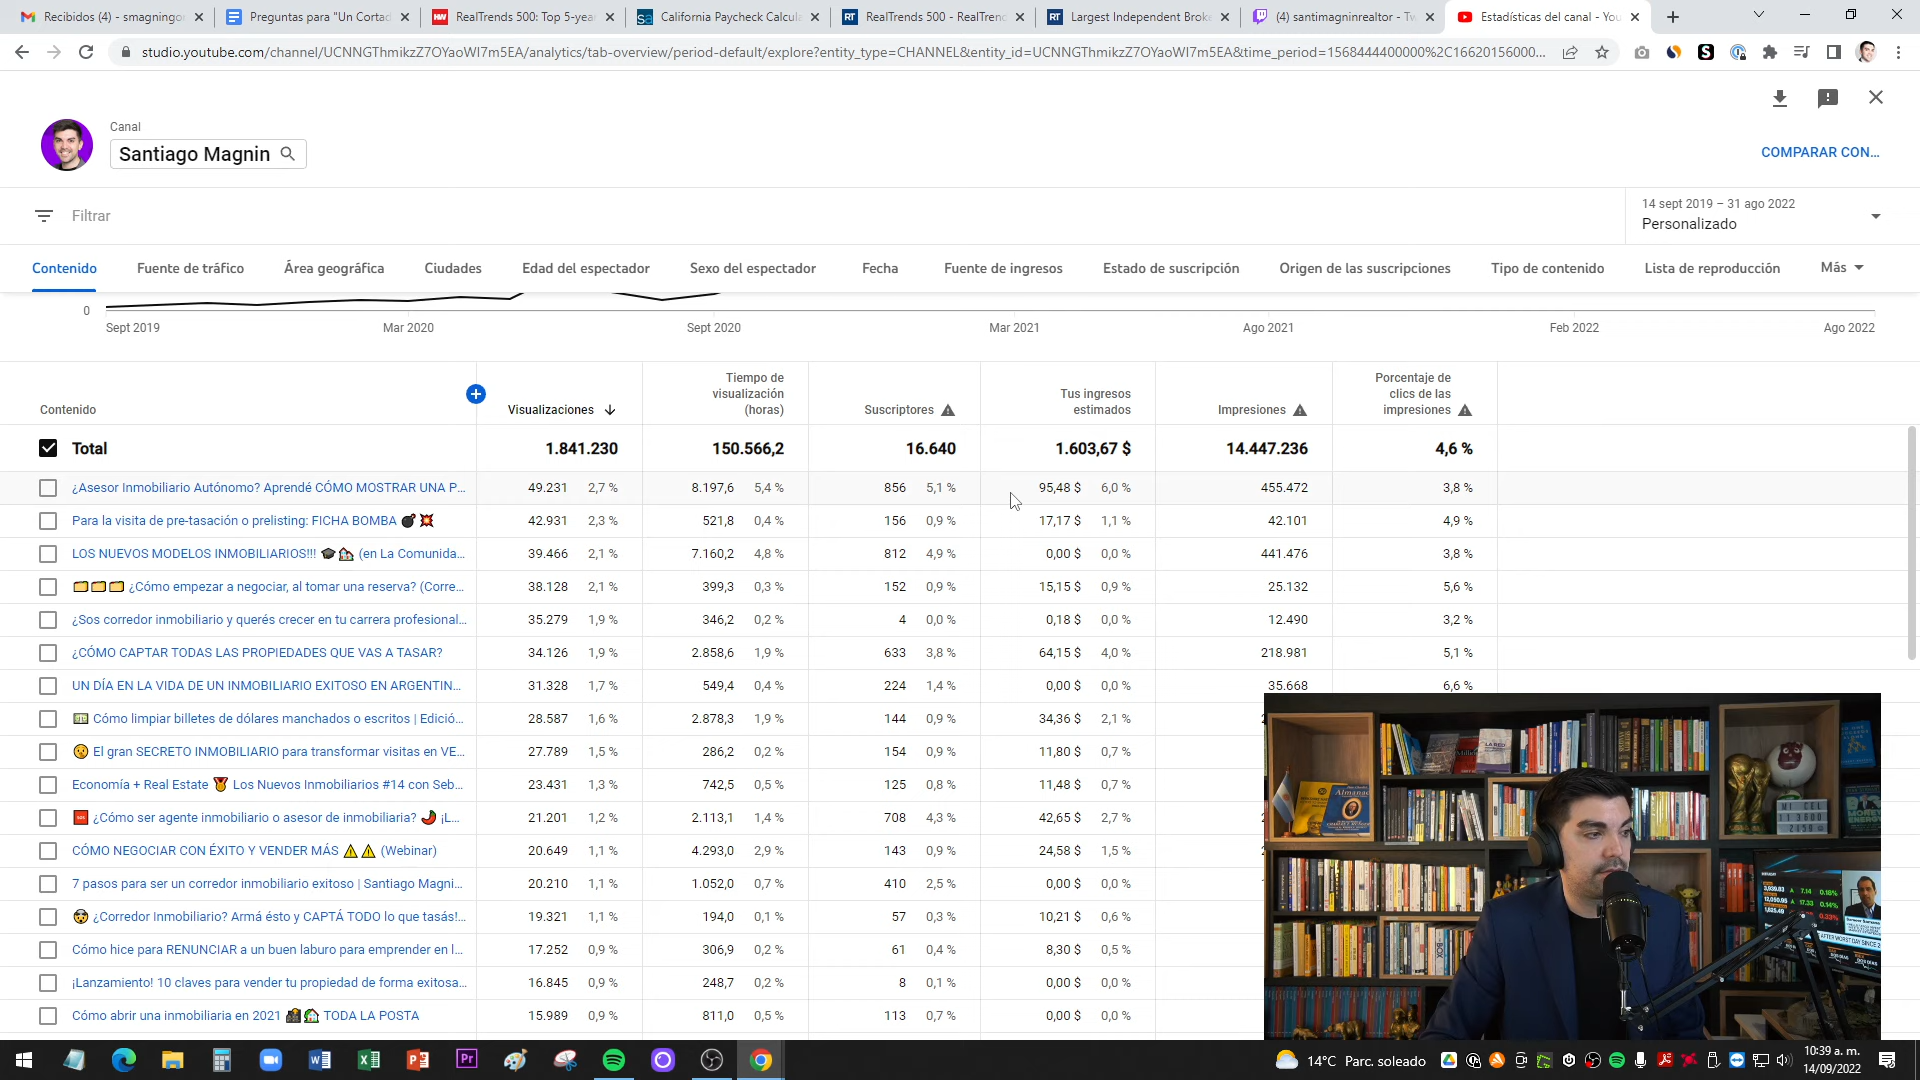 Recibidos (4) - smagningo
Preguntas para "Un Cortad
RealTrends 500: Top 5-year
California Paycheck Calcula
RealTrends 500 - RealTrend
Largest Independent Broke
(4) santimagninrealtor - Tw
Estadísticas del canal - You
studio.youtube.com/channel/UCNNGThmikzZ7OYaoWI7m5EA/analytics/tab-overview/period-default/explore?entity_type=CHANNEL&entity_id=UCNNGThmikzZ7OYaoWI7m5EA&time_period=1568444400000%2C16620156000...
Canal
Santiago Magnin
COMPARAR CON...
Filtrar
14 sept 2019 – 31 ago 2022
Personalizado
Contenido Fuente de tráfico Área geográfica Ciudades Edad del espectador Sexo del espectador Fecha Fuente de ingresos Estado de suscripción Origen de las suscripciones Tipo de contenido Lista de reproducción Más
0
Sept 2019 Mar 2020 Sept 2020 Mar 2021 Ago 2021 Feb 2022 Ago 2022
Contenido
Visualizaciones
Tiempo de
visualización
(horas)
Suscriptores
Tus ingresos
estimados
Impresiones
Porcentaje de
clics de las
impresiones
Total 1.841.230 150.566,2 16.640 1.603,67 $ 14.447.236 4,6 %
¿Asesor Inmobiliario Autónomo? Aprendé CÓMO MOSTRAR UNA P... 49.231 2,7 % 8.197,6 5,4 % 856 5,1 % 95,48 $ 6,0 % 455.472 3,8 %
Para la visita de pre-tasación o prelisting: FICHA BOMBA 💣💥 42.931 2,3 % 521,8 0,4 % 156 0,9 % 17,17 $ 1,1 % 42.101 4,9 %
LOS NUEVOS MODELOS INMOBILIARIOS!!! 🎓🏠 (en La Comunida... 39.466 2,1 % 7.160,2 4,8 % 812 4,9 % 0,00 $ 0,0 % 441.476 3,8 %
¿Cómo empezar a negociar, al tomar una reserva? (Corre... 38.128 2,1 % 399,3 0,3 % 152 0,9 % 15,15 $ 0,9 % 25.132 5,6 %
¿Sos corredor inmobiliario y querés crecer en tu carrera profesional... 35.279 1,9 % 346,2 0,2 % 4 0,0 % 0,18 $ 0,0 % 12.490 3,2 %
¿CÓMO CAPTAR TODAS LAS PROPIEDADES QUE VAS A TASAR? 34.126 1,9 % 2.858,6 1,9 % 633 3,8 % 64,15 $ 4,0 % 218.981 5,1 %
UN DÍA EN LA VIDA DE UN INMOBILIARIO EXITOSO EN ARGENTIN... 31.328 1,7 % 549,4 0,4 % 224 1,4 % 0,00 $ 0,0 % 35.668 6,6 %
Cómo limpiar billetes de dólares manchados o escritos | Edició... 28.587 1,6 % 2.878,3 1,9 % 144 0,9 % 34,36 $ 2,1 %
El gran SECRETO INMOBILIARIO para transformar visitas en VE... 27.789 1,5 % 286,2 0,2 % 154 0,9 % 11,80 $ 0,7 %
Economía + Real Estate 🏅 Los Nuevos Inmobiliarios #14 con Seb... 23.431 1,3 % 742,5 0,5 % 125 0,8 % 11,48 $ 0,7 %
🆘 ¿Cómo ser agente inmobiliario o asesor de inmobiliaria? 🌶 ¡L... 21.201 1,2 % 2.113,1 1,4 % 708 4,3 % 42,65 $ 2,7 %
CÓMO NEGOCIAR CON ÉXITO Y VENDER MÁS ⚠⚠ (Webinar) 20.649 1,1 % 4.293,0 2,9 % 143 0,9 % 24,58 $ 1,5 %
7 pasos para ser un corredor inmobiliario exitoso | Santiago Magni... 20.210 1,1 % 1.052,0 0,7 % 410 2,5 % 0,00 $ 0,0 %
¿Corredor Inmobiliario? Armá ésto y CAPTÁ TODO lo que tasás!... 19.321 1,1 % 194,0 0,1 % 57 0,3 % 10,21 $ 0,6 %
Cómo hice para RENUNCIAR a un buen laburo para emprender en l... 17.252 0,9 % 306,9 0,2 % 61 0,4 % 8,30 $ 0,5 %
¡Lanzamiento! 10 claves para vender tu propiedad de forma exitosa... 16.845 0,9 % 248,7 0,2 % 8 0,1 % 0,00 $ 0,0 %
Cómo abrir una inmobiliaria en 2021 TODA LA POSTA 15.989 0,9 % 811,0 0,5 % 113 0,7 % 0,00 $ 0,0 %
Almanac
14°C Parc. soleado
10:39 a. m.
14/09/2022